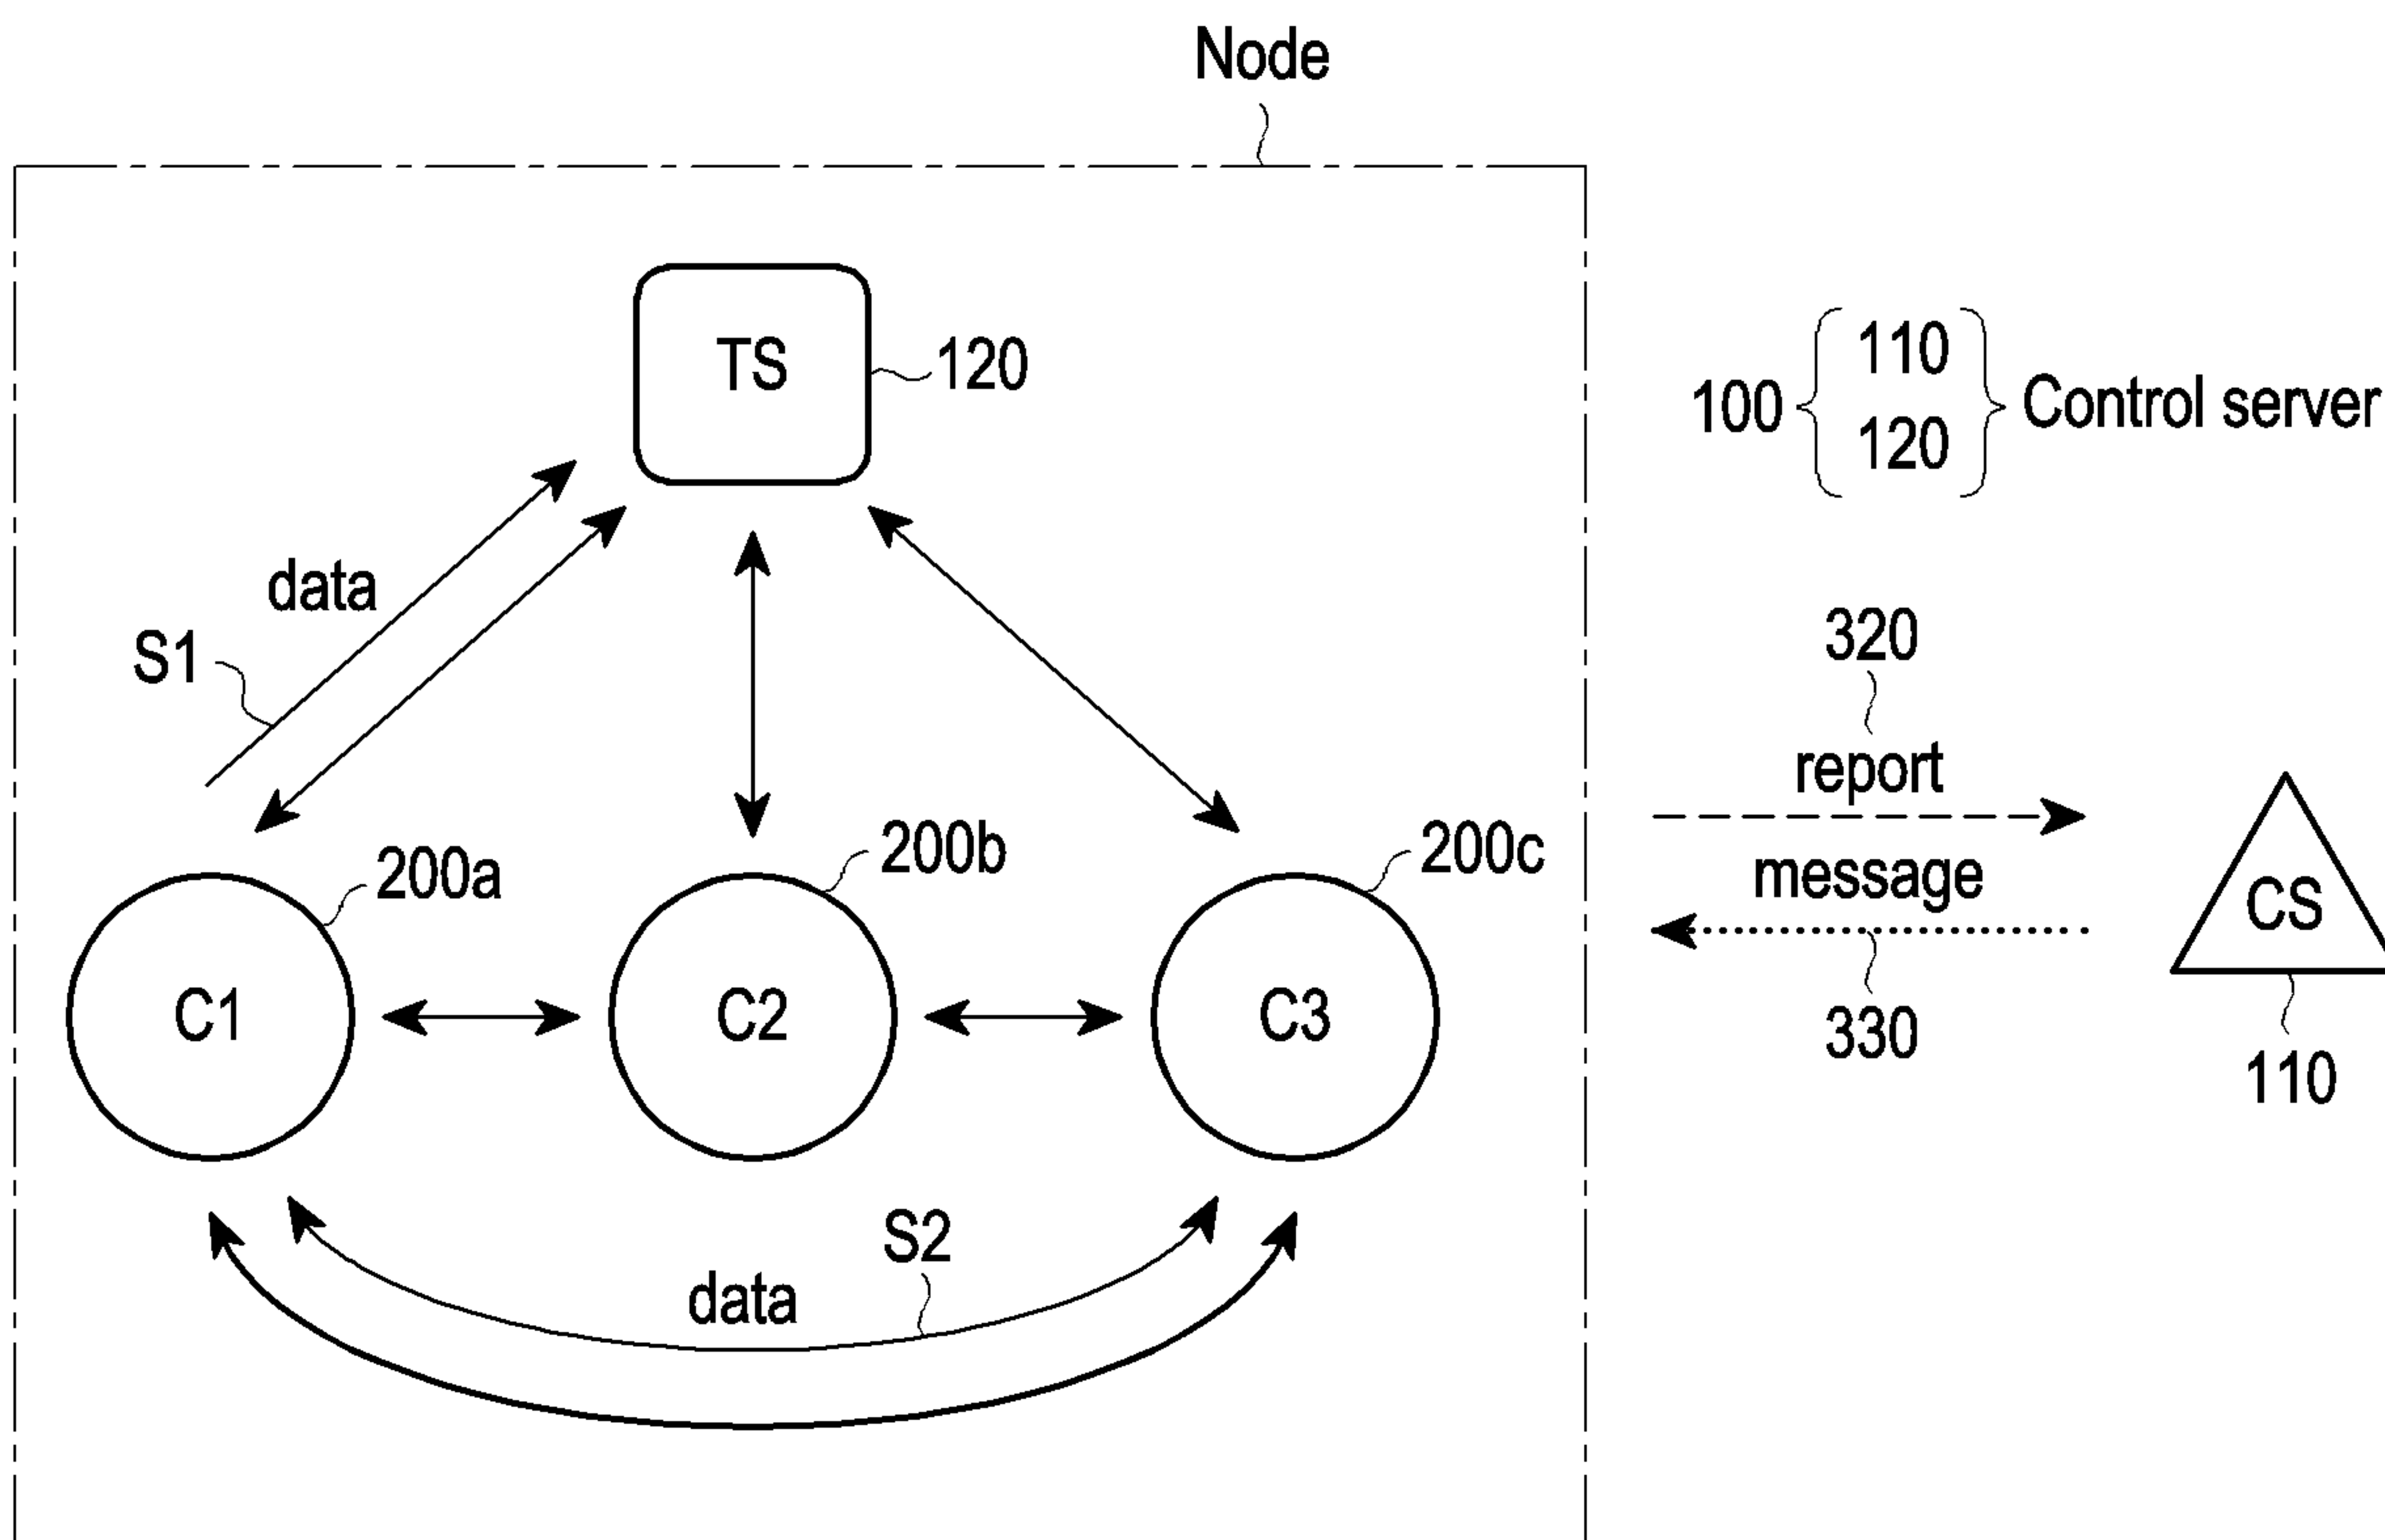 Node
TS
120
100
110
120
Control server
data
S1
320
report
message
330
CS
110
200a
200b
200c
C1
C2
C3
S2
data